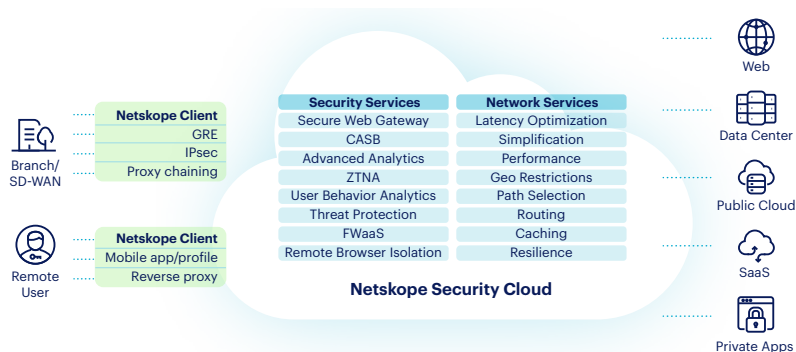 Branch/
SD-WAN
Netskope Client
GRE
IPsec
Proxy chaining
Remote
User
Netskope Client
Mobile app/profile
Reverse proxy
Security Services
Secure Web Gateway
CASB
Advanced Analytics
ZTNA
User Behavior Analytics
Threat Protection
FWaaS
Remote Browser Isolation
Network Services
Latency Optimization
Simplification
Performance
Geo Restrictions
Path Selection
Routing
Caching
Resilience
Netskope Security Cloud
Web
Data Center
Public Cloud
SaaS
Private Apps